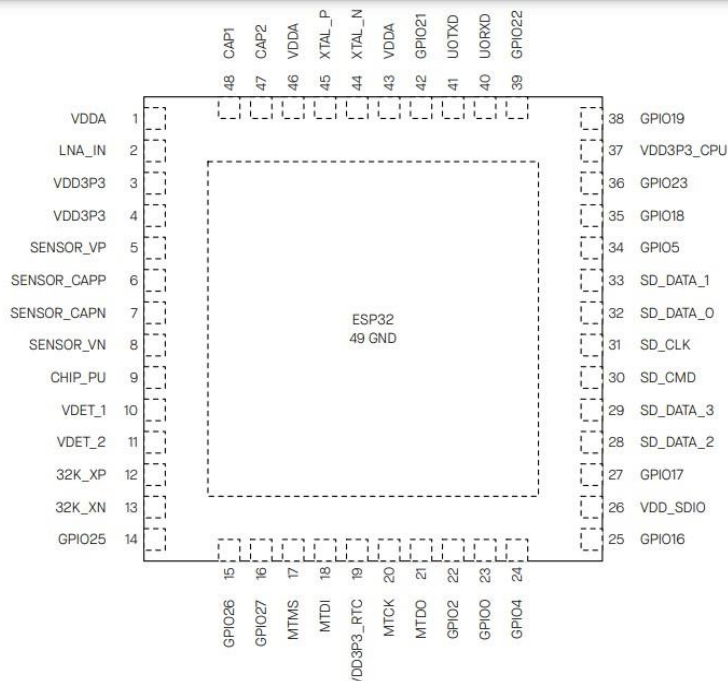 48 CAP1
47 CAP2
46 VDDA
45 XTAL_P
44 XTAL_N
43 VDDA
42 GPIO21
41 U0TXD
40 U0RXD
39 GPIO22
VDDA 1
LNA_IN 2
VDD3P3 3
VDD3P3 4
SENSOR_VP 5
SENSOR_CAPP 6
SENSOR_CAPN 7
SENSOR_VN 8
CHIP_PU 9
VDET_1 10
VDET_2 11
32K_XP 12
32K_XN 13
GPIO25 14
ESP32
49 GND
38 GPIO19
37 VDD3P3_CPU
36 GPIO23
35 GPIO18
34 GPIO5
33 SD_DATA_1
32 SD_DATA_0
31 SD_CLK
30 SD_CMD
29 SD_DATA_3
28 SD_DATA_2
27 GPIO17
26 VDD_SDIO
25 GPIO16
GPIO26 15
GPIO27 16
MTMS 17
MTDI 18
VDD3P3_RTC 19
MTCK 20
MTDO 21
GPIO2 22
GPIO0 23
GPIO4 24